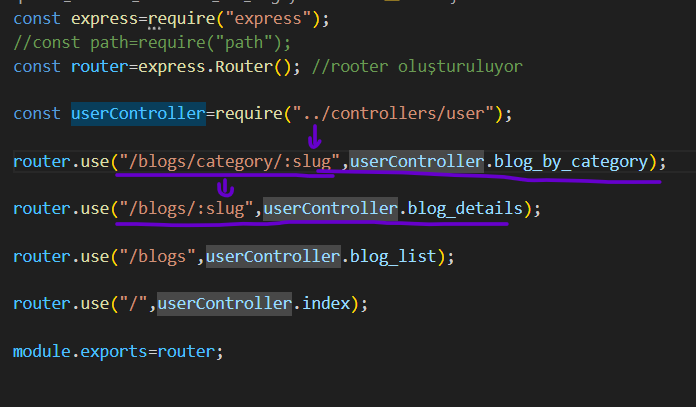 const express=require("express");
//const path=require("path");
const router=express.Router(); //rooter oluşturuluyor
const userController=require("../controllers/user");
router.use("/blogs/category/:slug",userController.blog_by_category);
router.use("/blogs/:slug",userController.blog_details);
router.use("/blogs",userController.blog_list);
router.use("/",userController.index);
module.exports=router;